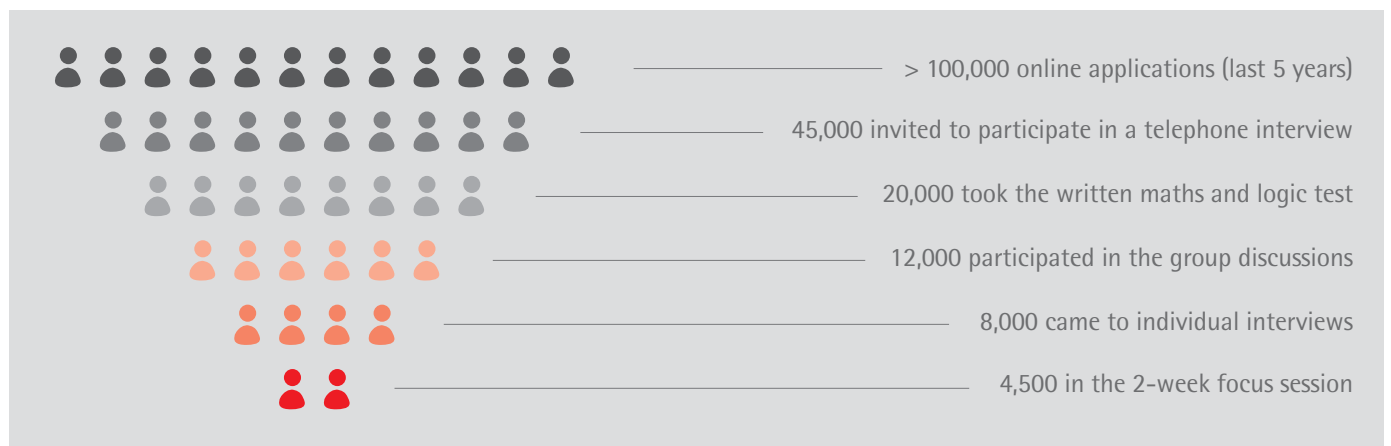 > 100,000 online applications (last 5 years)
45,000 invited to participate in a telephone interview
20,000 took the written maths and logic test
12,000 participated in the group discussions
8,000 came to individual interviews
4,500 in the 2-week focus session